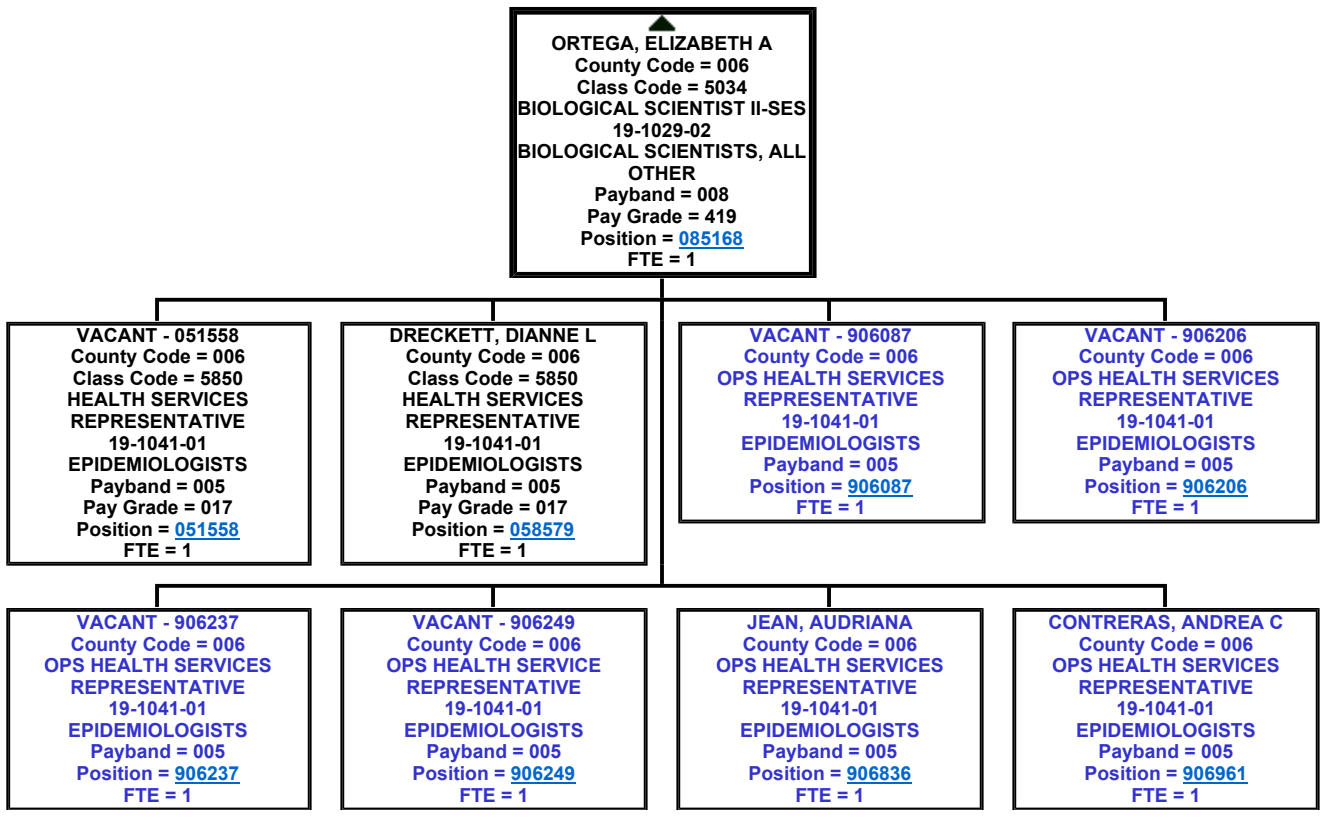 ORTEGA, ELIZABETH A
County Code = 006
Class Code = 5034
BIOLOGICAL SCIENTIST II-SES
19-1029-02
BIOLOGICAL SCIENTISTS, ALL
OTHER
Payband = 008
Pay Grade = 419
Position = 085168
FTE = 1
VACANT - 051558
County Code = 006
Class Code = 5850
HEALTH SERVICES
REPRESENTATIVE
19-1041-01
EPIDEMIOLOGISTS
Payband = 005
Pay Grade = 017
Position = 051558
FTE = 1
DRECKETT, DIANNE L
County Code = 006
Class Code = 5850
HEALTH SERVICES
REPRESENTATIVE
19-1041-01
EPIDEMIOLOGISTS
Payband = 005
Pay Grade = 017
Position = 058579
FTE = 1
VACANT - 906087
County Code = 006
OPS HEALTH SERVICES
REPRESENTATIVE
19-1041-01
EPIDEMIOLOGISTS
Payband = 005
Position = 906087
FTE = 1
VACANT - 906206
County Code = 006
OPS HEALTH SERVICES
REPRESENTATIVE
19-1041-01
EPIDEMIOLOGISTS
Payband = 005
Position = 906206
FTE = 1
VACANT - 906237
County Code = 006
OPS HEALTH SERVICES
REPRESENTATIVE
19-1041-01
EPIDEMIOLOGISTS
Payband = 005
Position = 906237
FTE = 1
VACANT - 906249
County Code = 006
OPS HEALTH SERVICE
REPRESENTATIVE
19-1041-01
EPIDEMIOLOGISTS
Payband = 005
Position = 906249
FTE = 1
JEAN, AUDRIANA
County Code = 006
OPS HEALTH SERVICES
REPRESENTATIVE
19-1041-01
EPIDEMIOLOGISTS
Payband = 005
Position = 906836
FTE = 1
CONTRERAS, ANDREA C
County Code = 006
OPS HEALTH SERVICES
REPRESENTATIVE
19-1041-01
EPIDEMIOLOGISTS
Payband = 005
Position = 906961
FTE = 1